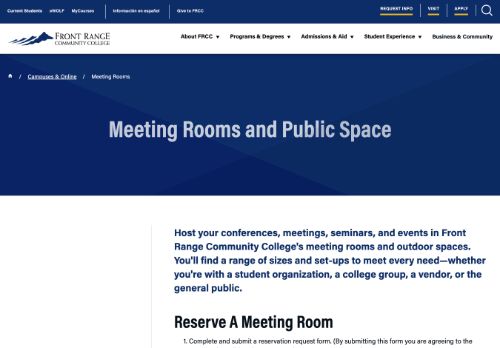 Current Students eWOLF MyCourses Información en español Give to FRCC REQUEST INFO VISIT APPLY
FRONT RANGE
COMMUNITY COLLEGE
About FRCC Programs & Degrees Admissions & Aid Student Experience Business & Community
/ Campuses & Online / Meeting Rooms
Meeting Rooms and Public Space
Host your conferences, meetings, seminars, and events in Front
Range Community College's meeting rooms and outdoor spaces.
You'll find a range of sizes and set-ups to meet every need—whether
you're with a student organization, a college group, a vendor, or the
general public.
Reserve A Meeting Room
1. Complete and submit a reservation request form. (By submitting this form you are agreeing to the